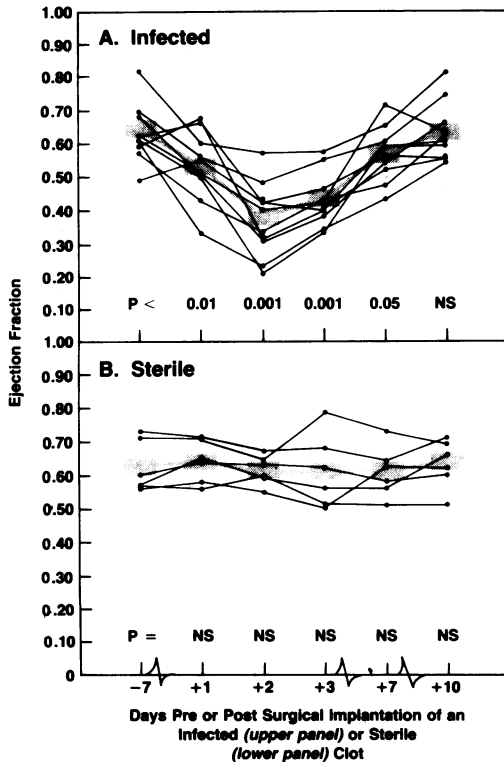 1.00
A. Infected
0.90
0.80
0.70
0.60
0.50
0.40
0.30
0.20
0.10
P < 0.01 0.001 0.001 0.05 NS
Ejection Fraction
1.00
B. Sterile
0.90
0.80
0.70
0.60
0.50
0.40
0.30
0.20
0.10
P = NS NS NS NS NS
0
−7 +1 +2 +3 +7 +10
Days Pre or Post Surgical Implantation of an
Infected (upper panel) or Sterile
(lower panel) Clot